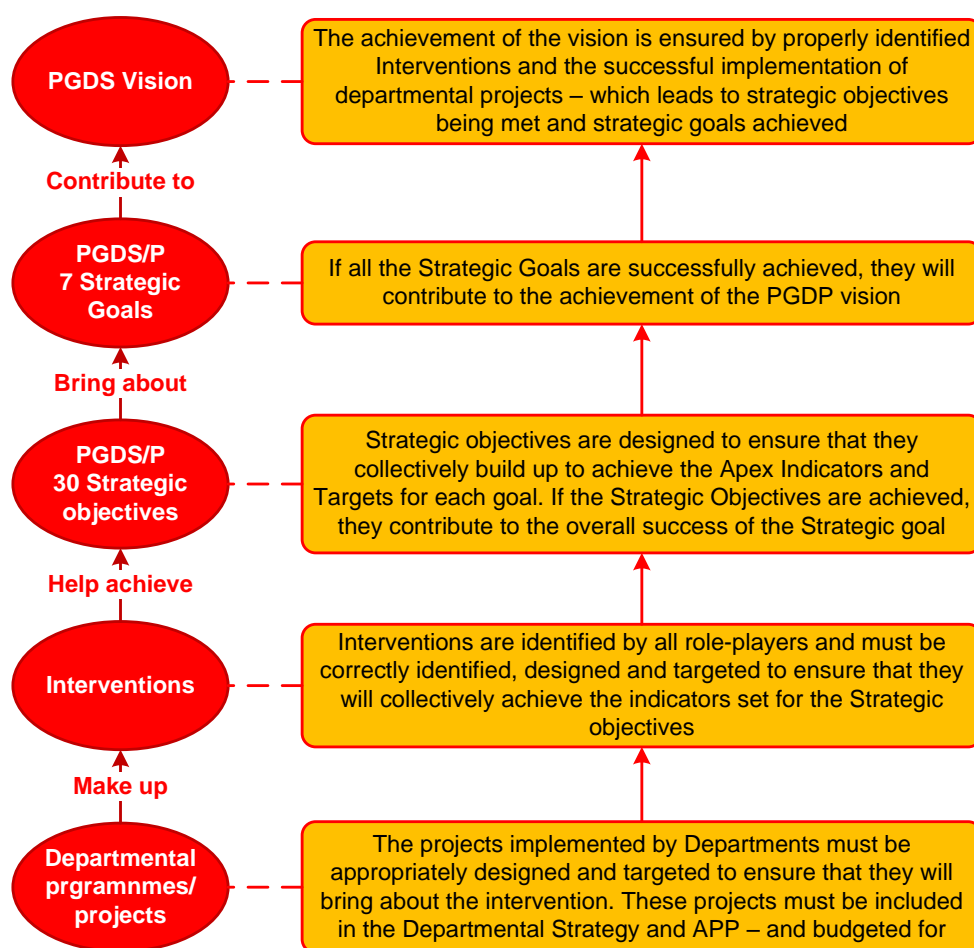 PGDS Vision
The achievement of the vision is ensured by properly identified
Interventions and the successful implementation of
departmental projects – which leads to strategic objectives
being met and strategic goals achieved
Contribute to
PGDS/P
7 Strategic
Goals
If all the Strategic Goals are successfully achieved, they will
contribute to the achievement of the PGDP vision
Bring about
PGDS/P
30 Strategic
objectives
Strategic objectives are designed to ensure that they
collectively build up to achieve the Apex Indicators and
Targets for each goal. If the Strategic Objectives are achieved,
they contribute to the overall success of the Strategic goal
Help achieve
Interventions
Interventions are identified by all role-players and must be
correctly identified, designed and targeted to ensure that they
will collectively achieve the indicators set for the Strategic
objectives
Make up
Departmental
prgramnmes/
projects
The projects implemented by Departments must be
appropriately designed and targeted to ensure that they will
bring about the intervention. These projects must be included
in the Departmental Strategy and APP – and budgeted for